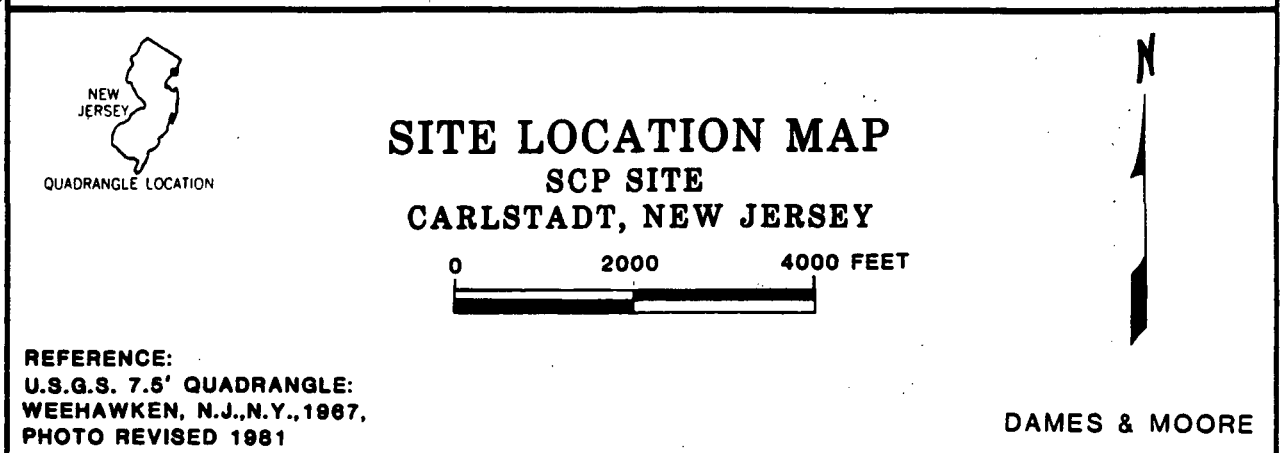 NEW
JERSEY
QUADRANGLE LOCATION
SITE LOCATION MAP
SCP SITE
CARLSTADT, NEW JERSEY
0 2000 4000 FEET
N
REFERENCE:
U.S.G.S. 7.5' QUADRANGLE:
WEEHAWKEN, N.J.,N.Y.,1967,
PHOTO REVISED 1981
DAMES & MOORE